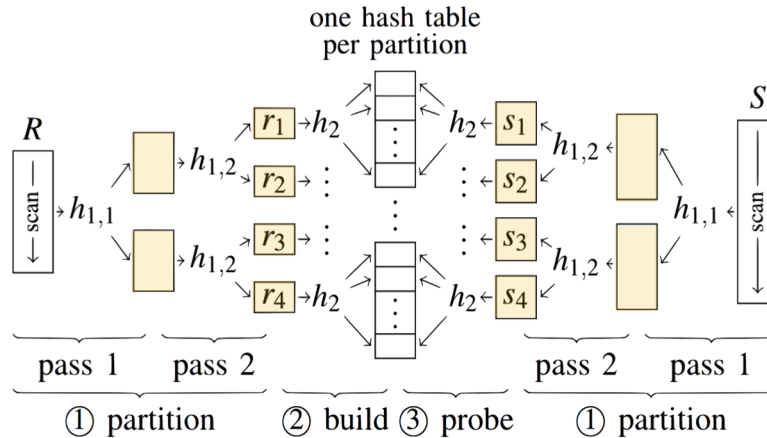 one hash table
per partition
R
S
scan
h1,1
h1,2
h1,2
r1
r2
r3
r4
h2
h2
h2
h2
s1
s2
s3
s4
h1,2
h1,2
h1,1
scan
pass 1
pass 2
pass 2
pass 1
① partition
② build
③ probe
① partition